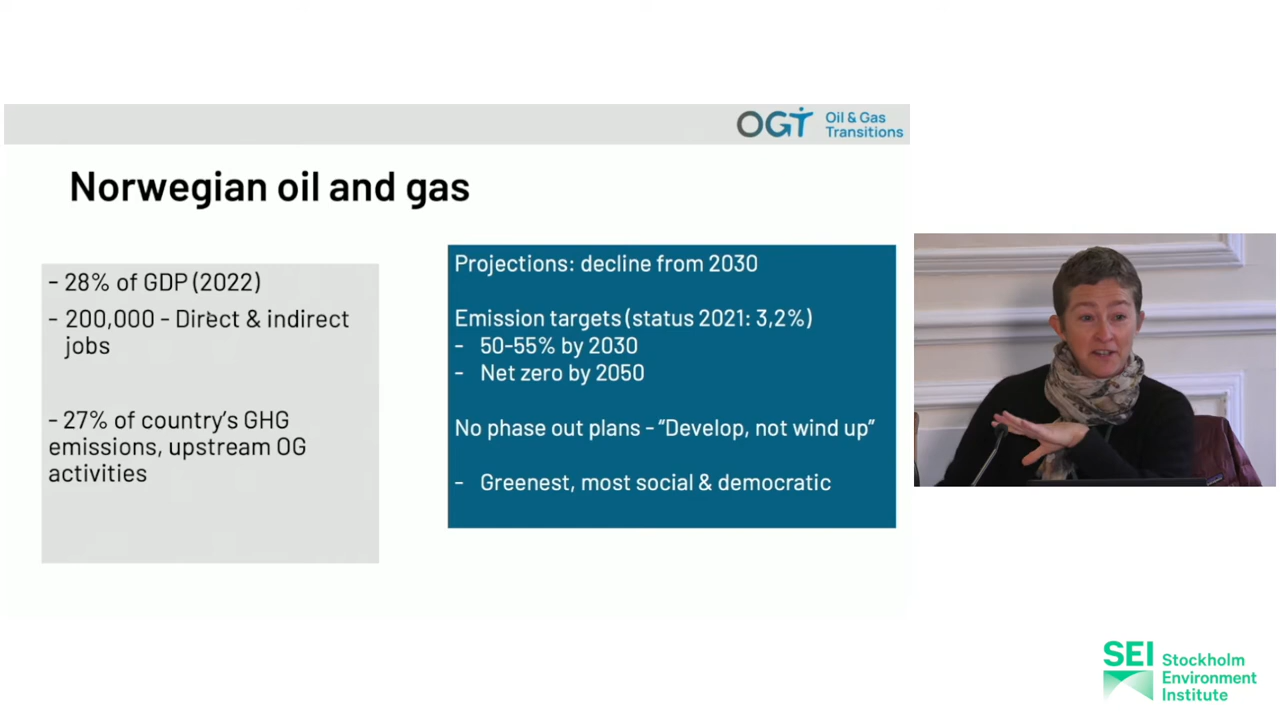 OGT Oil & Gas
Transitions
Norwegian oil and gas
- 28% of GDP (2022)
- 200,000 - Direct & indirect
jobs
- 27% of country's GHG
emissions, upstream OG
activities
Projections: decline from 2030
Emission targets (status 2021: 3,2%)
- 50-55% by 2030
- Net zero by 2050
No phase out plans - "Develop, not wind up"
- Greenest, most social & democratic
SEI Stockholm
Environment
Institute